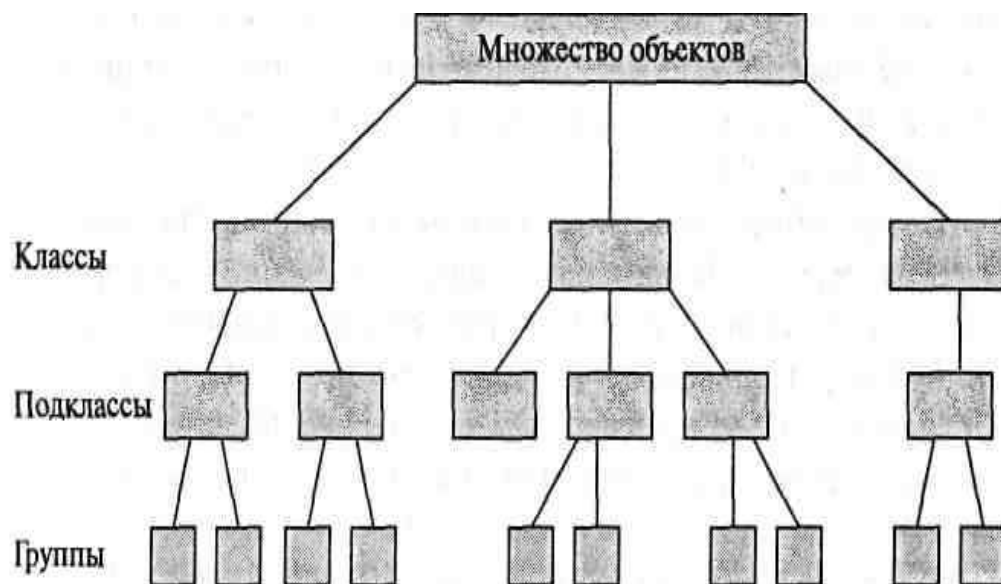 Множество объектов
Классы
Подклассы
Группы